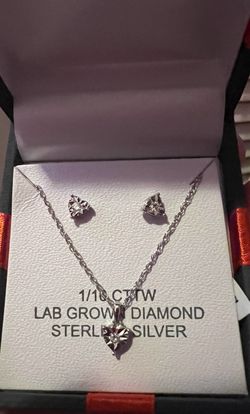 1/10 CTTW
LAB GROWN DIAMOND
STERLING SILVER